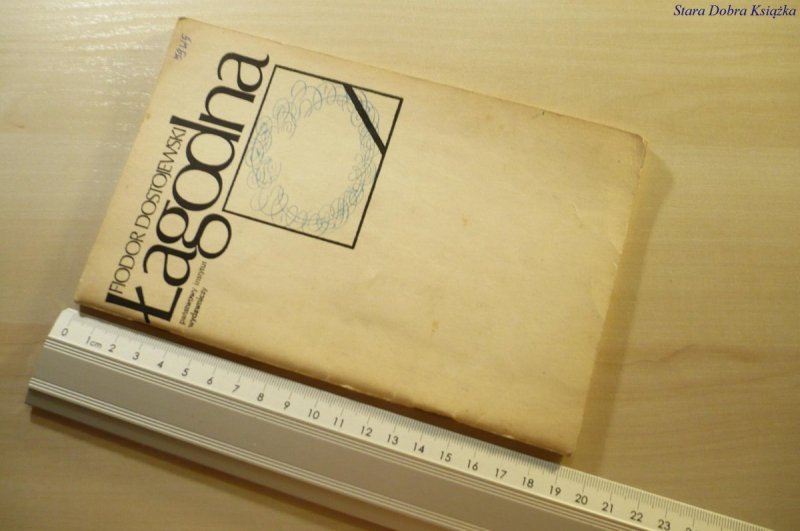 Stara Dobra Książka
FIODOR DOSTOJEWSKI
Łagodna
państwowy instytut
wydawniczy
0 1cm 2 3 4 5 6 7 8 9 10 11 12 13 14 15 16 17 18 19 20 21 22 23